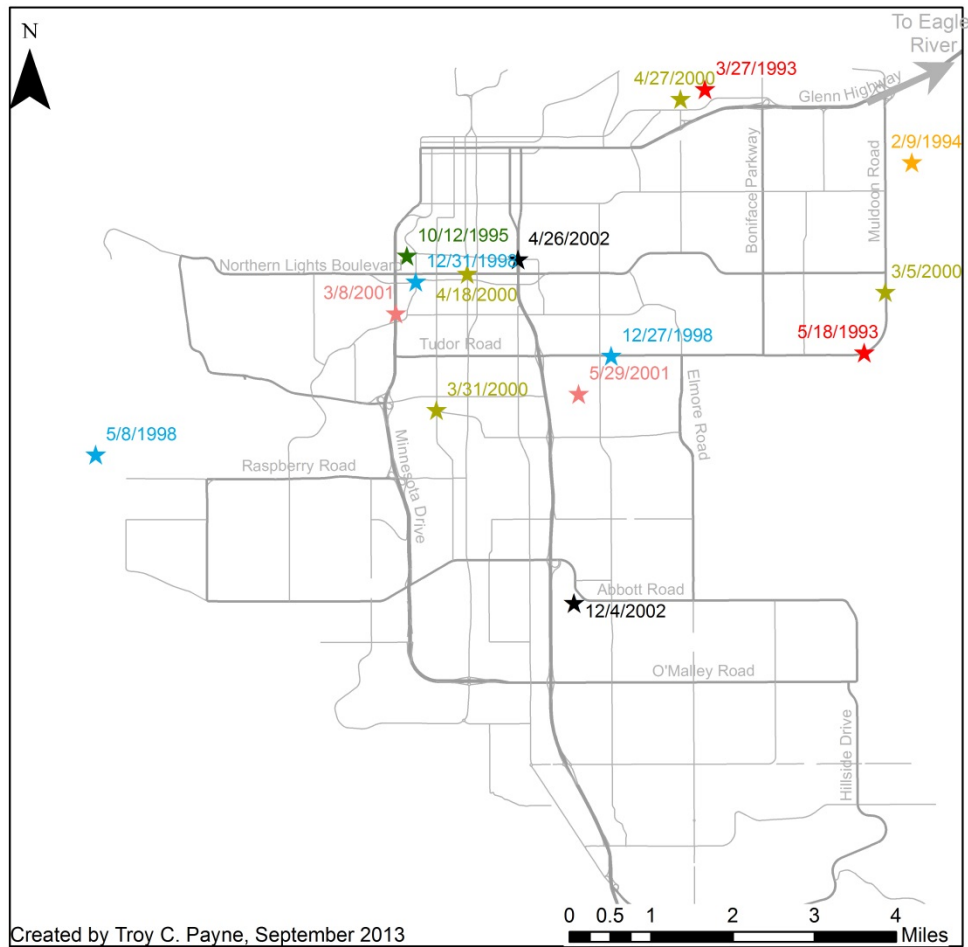 N
To Eagle
River
4/27/2000
3/27/1993
Glenn Highway
2/9/1994
Boniface Parkway
Muldoon Road
10/12/1995
4/26/2002
Northern Lights Boulevard
12/31/1998
3/8/2001
4/18/2000
3/5/2000
Tudor Road
12/27/1998
5/18/1993
5/29/2001
Elmore Road
3/31/2000
5/8/1998
Raspberry Road
Minnesota Drive
Abbott Road
12/4/2002
O'Malley Road
Hillside Drive
0 0.5 1 2 3 4
Miles
Created by Troy C. Payne, September 2013